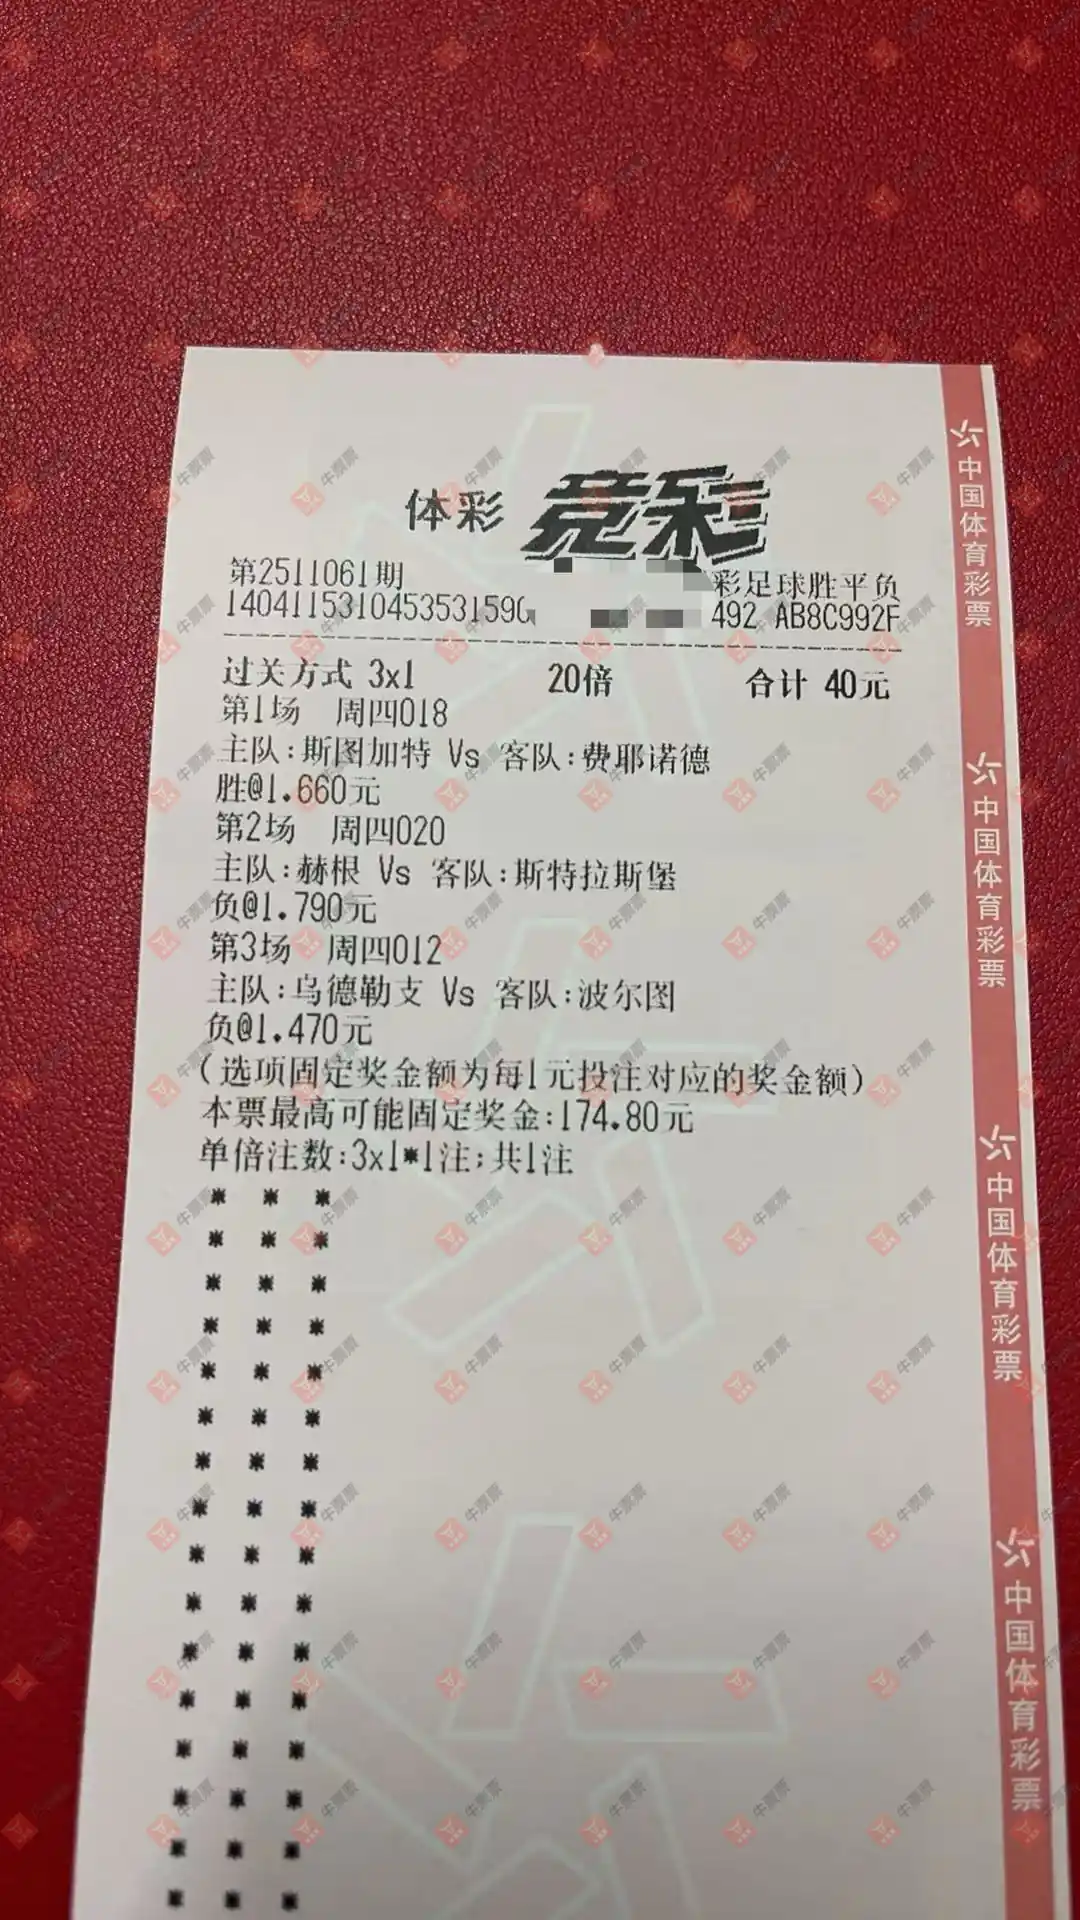 体彩 竞彩
第2511061期 彩足球胜平负
140411531045353159 492 AB8C992F
过关方式 3x1 20倍 合计 40元
第1场 周四018
主队:斯图加特 Vs 客队:费耶诺德
胜@1.660元
第2场 周四020
主队:赫根 Vs 客队:斯特拉斯堡
负@1.790元
第3场 周四012
主队:乌德勒支 Vs 客队:波尔图
负@1.470元
(选项固定奖金额为每1元投注对应的奖金额)
本票最高可能固定奖金:174.80元
单倍注数:3x1*1注;共1注
中国体育彩票
中国体育彩票
中国体育彩票
中国体育彩票
牛票票